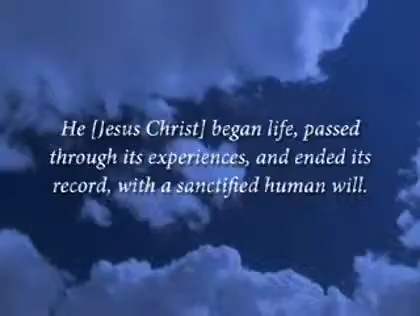 He [Jesus Christ] began life, passed
through its experiences, and ended its
record, with a sanctified human will.